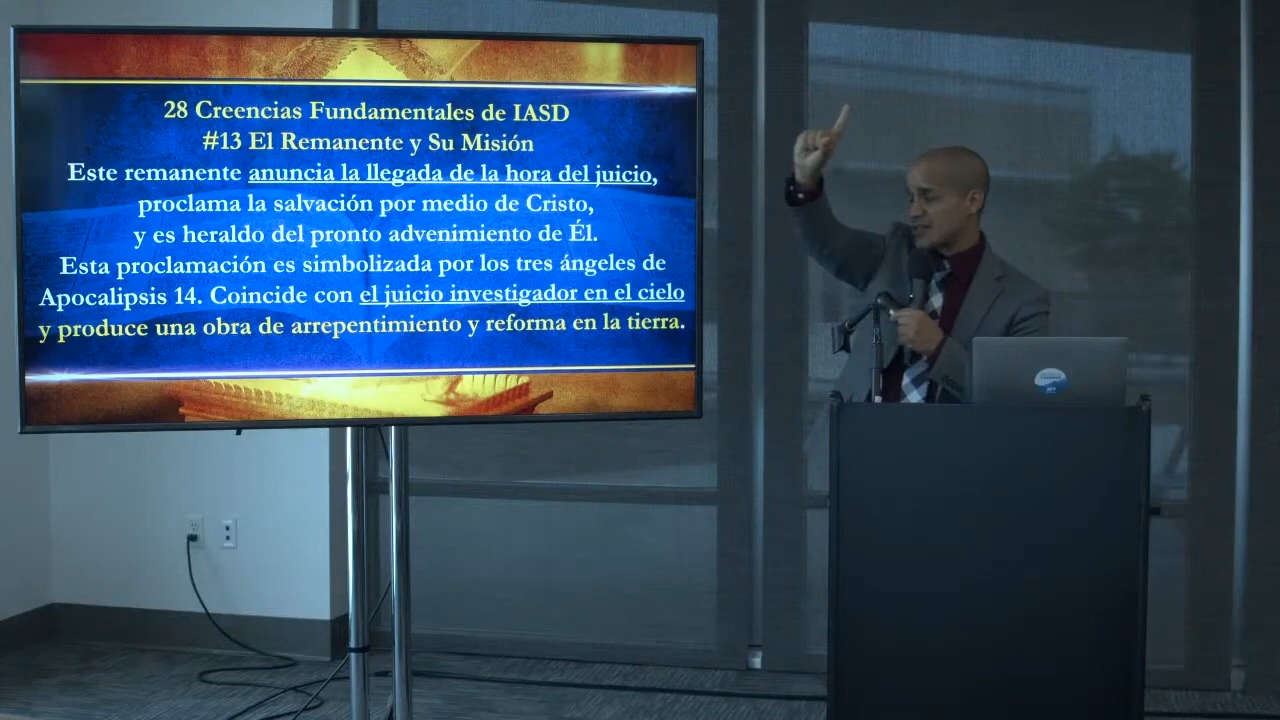 28 Creencias Fundamentales de IASD
#13 El Remanente y Su Misión
Este remanente anuncia la llegada de la hora del juicio,
proclama la salvación por medio de Cristo,
y es heraldo del pronto advenimiento de Él.
Esta proclamación es simbolizada por los tres ángeles de
Apocalipsis 14. Coincide con el juicio investigador en el cielo
y produce una obra de arrepentimiento y reforma en la tierra.